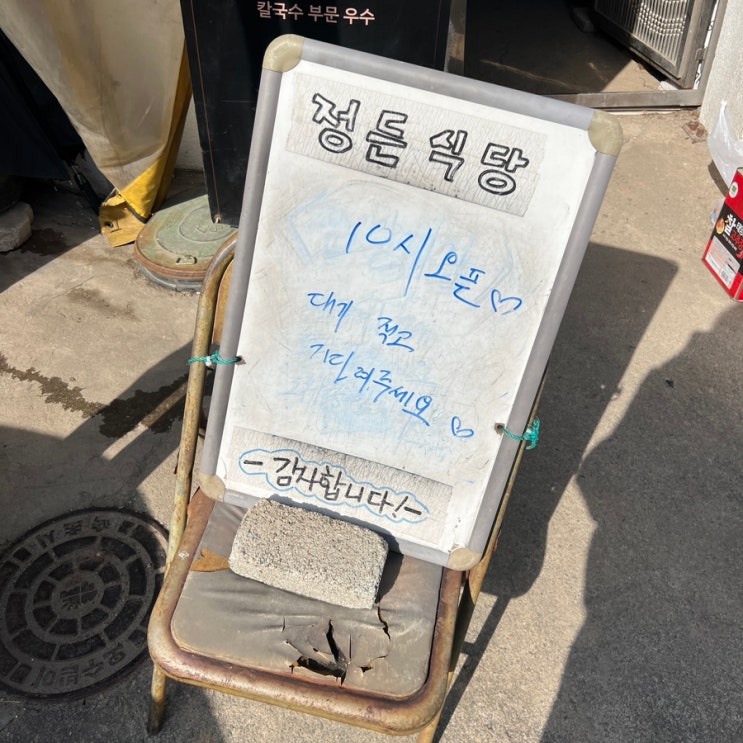 칼국수 부문 우수
정든식당
10시 오픈♡
대기 적고
기다려주세요♡
- 감사합니다! -